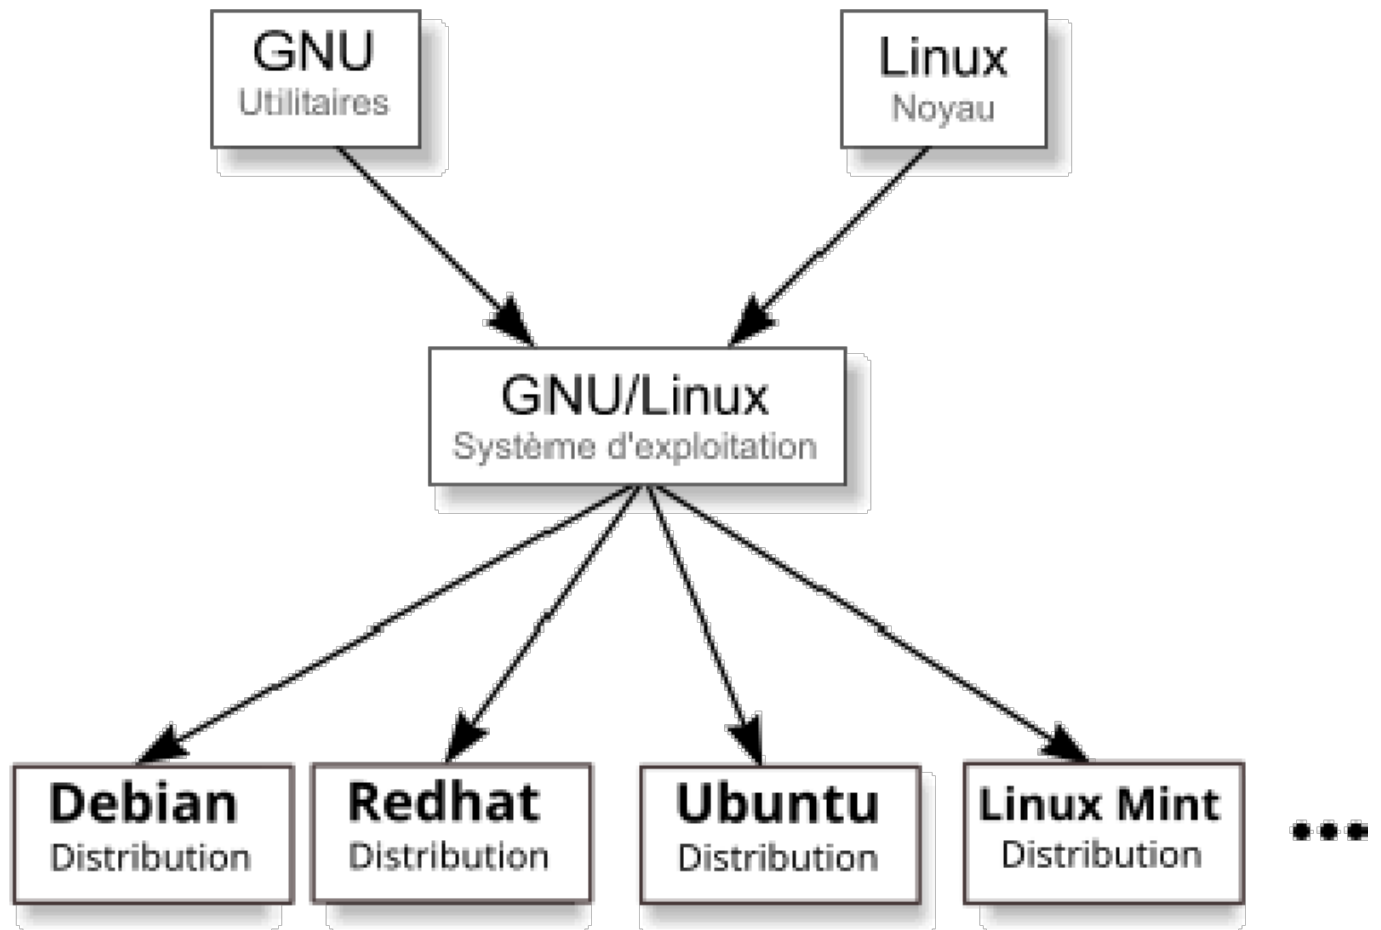 GNU
Utilitaires
Linux
Noyau
GNU/Linux
Système d'exploitation
Debian
Distribution
Redhat
Distribution
Ubuntu
Distribution
Linux Mint
Distribution
...